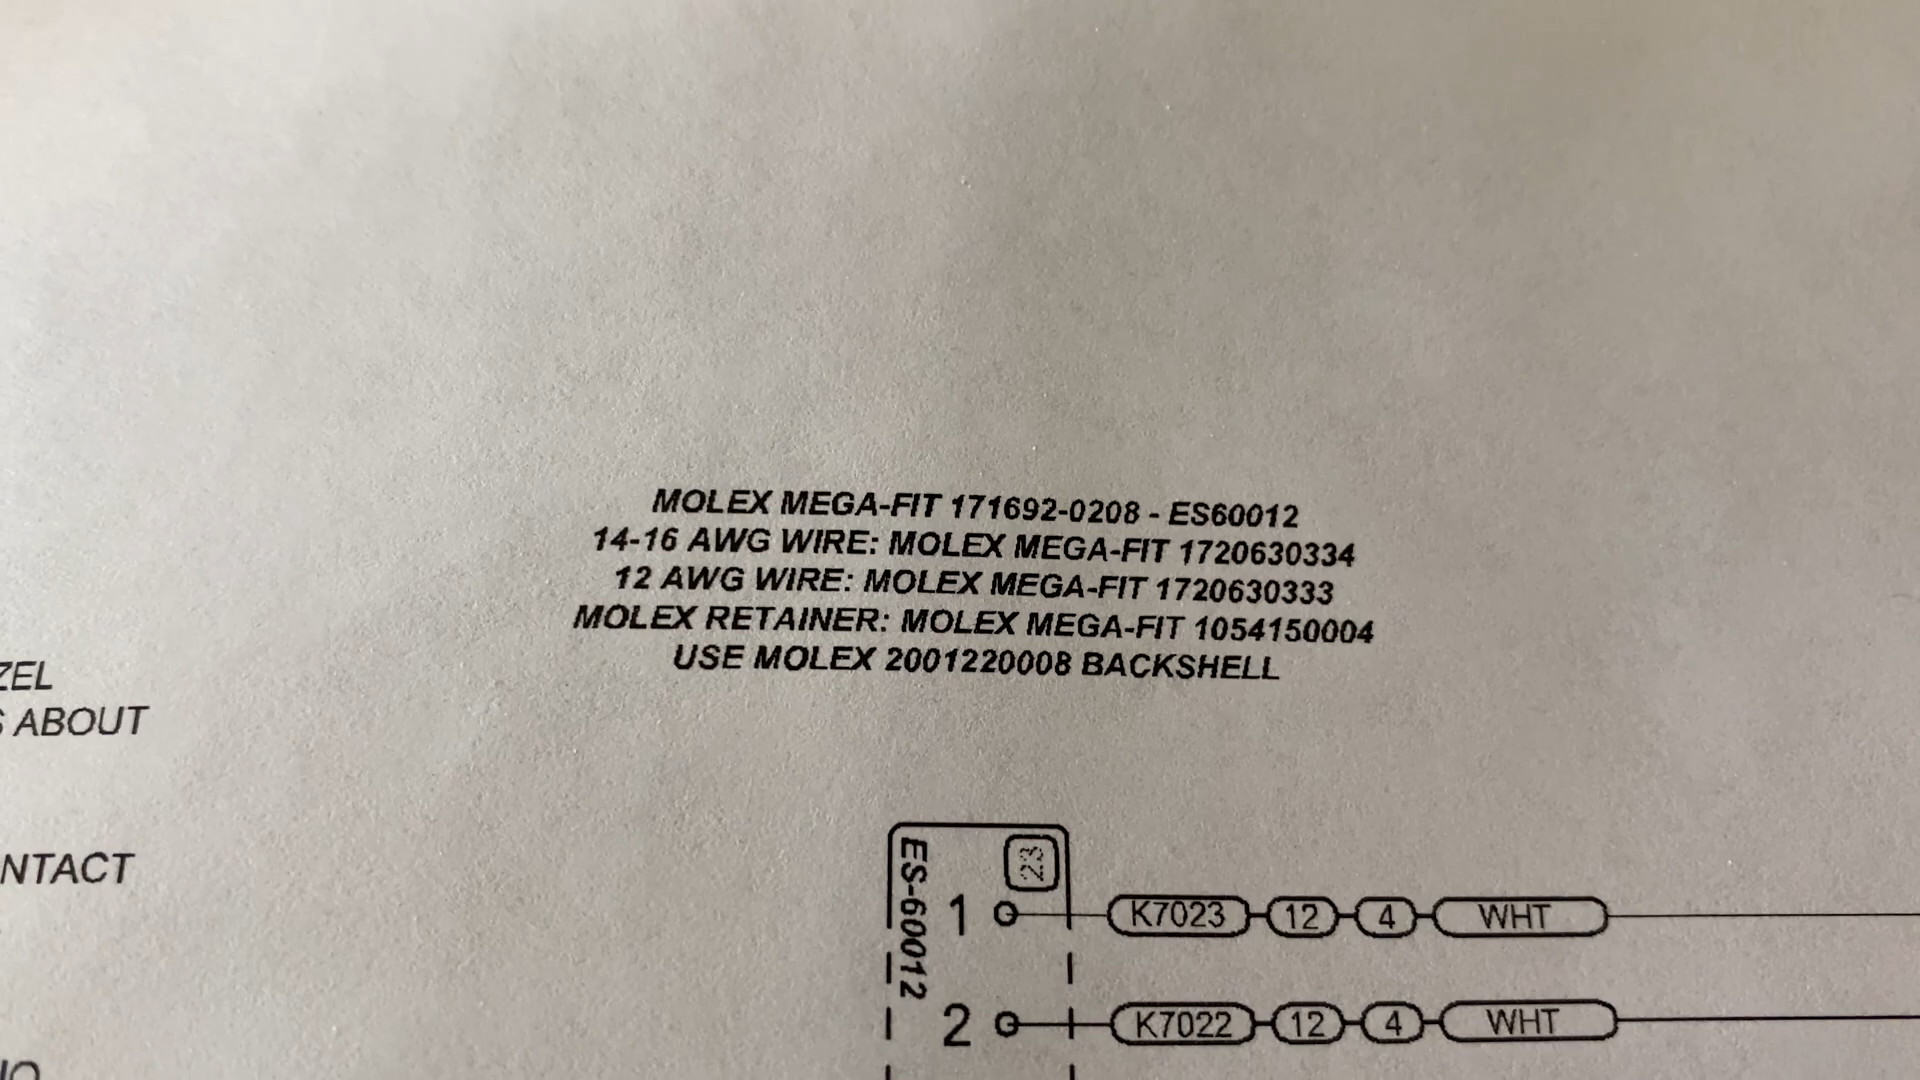 MOLEX MEGA-FIT 171692-0208 - ES60012
14-16 AWG WIRE: MOLEX MEGA-FIT 1720630334
12 AWG WIRE: MOLEX MEGA-FIT 1720630333
MOLEX RETAINER: MOLEX MEGA-FIT 1054150004
USE MOLEX 2001220008 BACKSHELL
ZEL
S ABOUT
NTACT
ES-60012
23
1 K7023 12 4 WHT
2 K7022 12 4 WHT